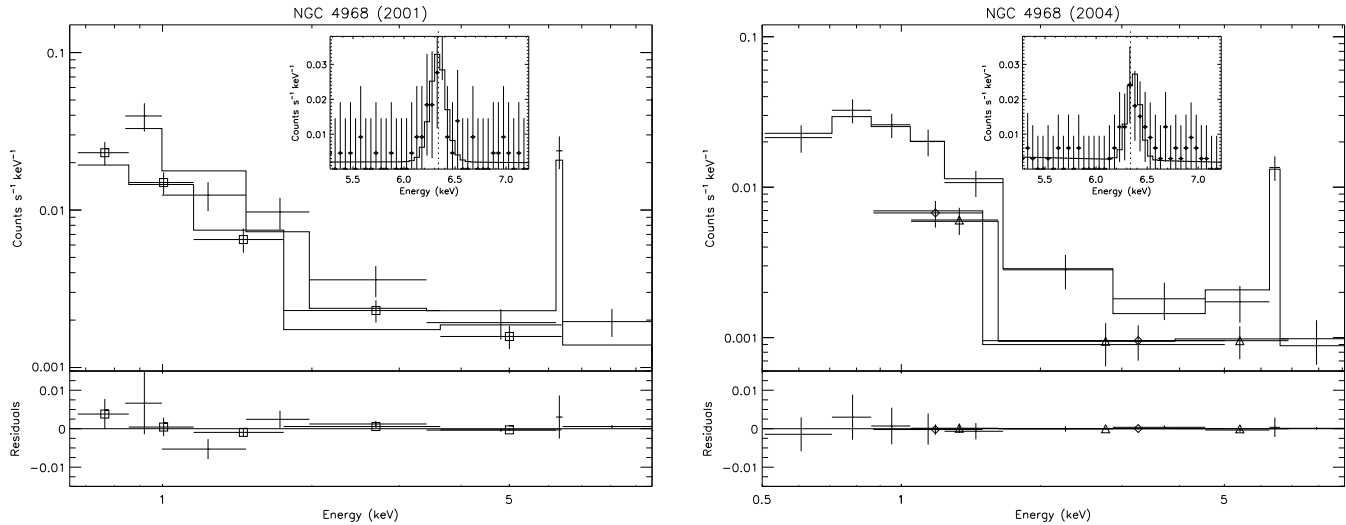 NGC 4968 (2001)
0.1
0.01
0.001
Counts s⁻¹ keV⁻¹
0.03
0.02
0.01
Counts s⁻¹ keV⁻¹
5.5 6.0 6.5 7.0
Energy (keV)
0.01
0
−0.01
Residuals
1 5
Energy (keV)
NGC 4968 (2004)
0.1
0.01
0.001
Counts s⁻¹ keV⁻¹
0.04
0.03
0.02
0.01
Counts s⁻¹ keV⁻¹
5.5 6.0 6.5 7.0
Energy (keV)
0.01
0
−0.01
Residuals
0.5 1 5
Energy (keV)